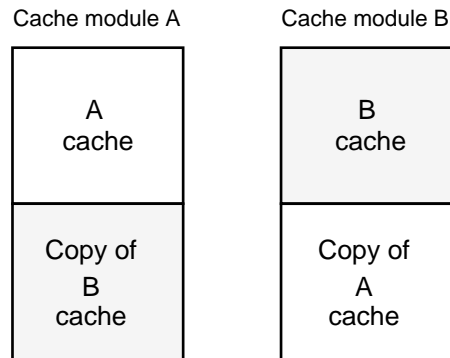 Cache module A
Cache module B
A
cache
B
cache
Copy of
B
cache
Copy of
A
cache